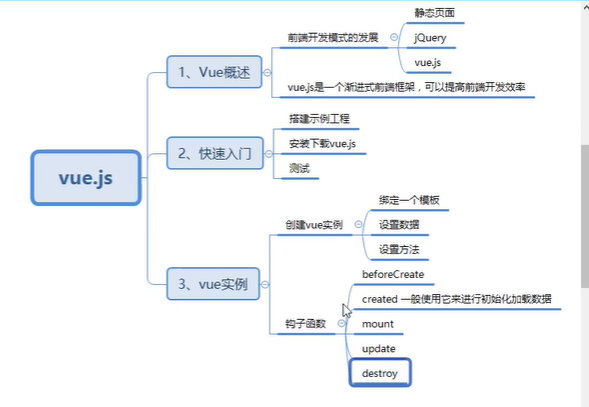 vue.js
1、Vue概述
前端开发模式的发展
静态页面
jQuery
vue.js
vue.js是一个渐进式前端框架，可以提高前端开发效率
2、快速入门
搭建示例工程
安装下载vue.js
测试
3、vue实例
创建vue实例
绑定一个模板
设置数据
设置方法
钩子函数
beforeCreate
created 一般使用它来进行初始化加载数据
mount
update
destroy